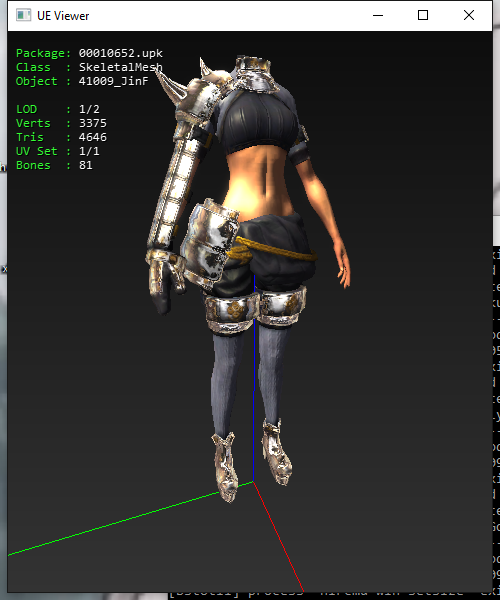 UE Viewer
Package: 00010652.upk
Class : SkeletalMesh
Object : 41009_JinF
LOD : 1/2
Verts : 3375
Tris : 4646
UV Set : 1/1
Bones : 81